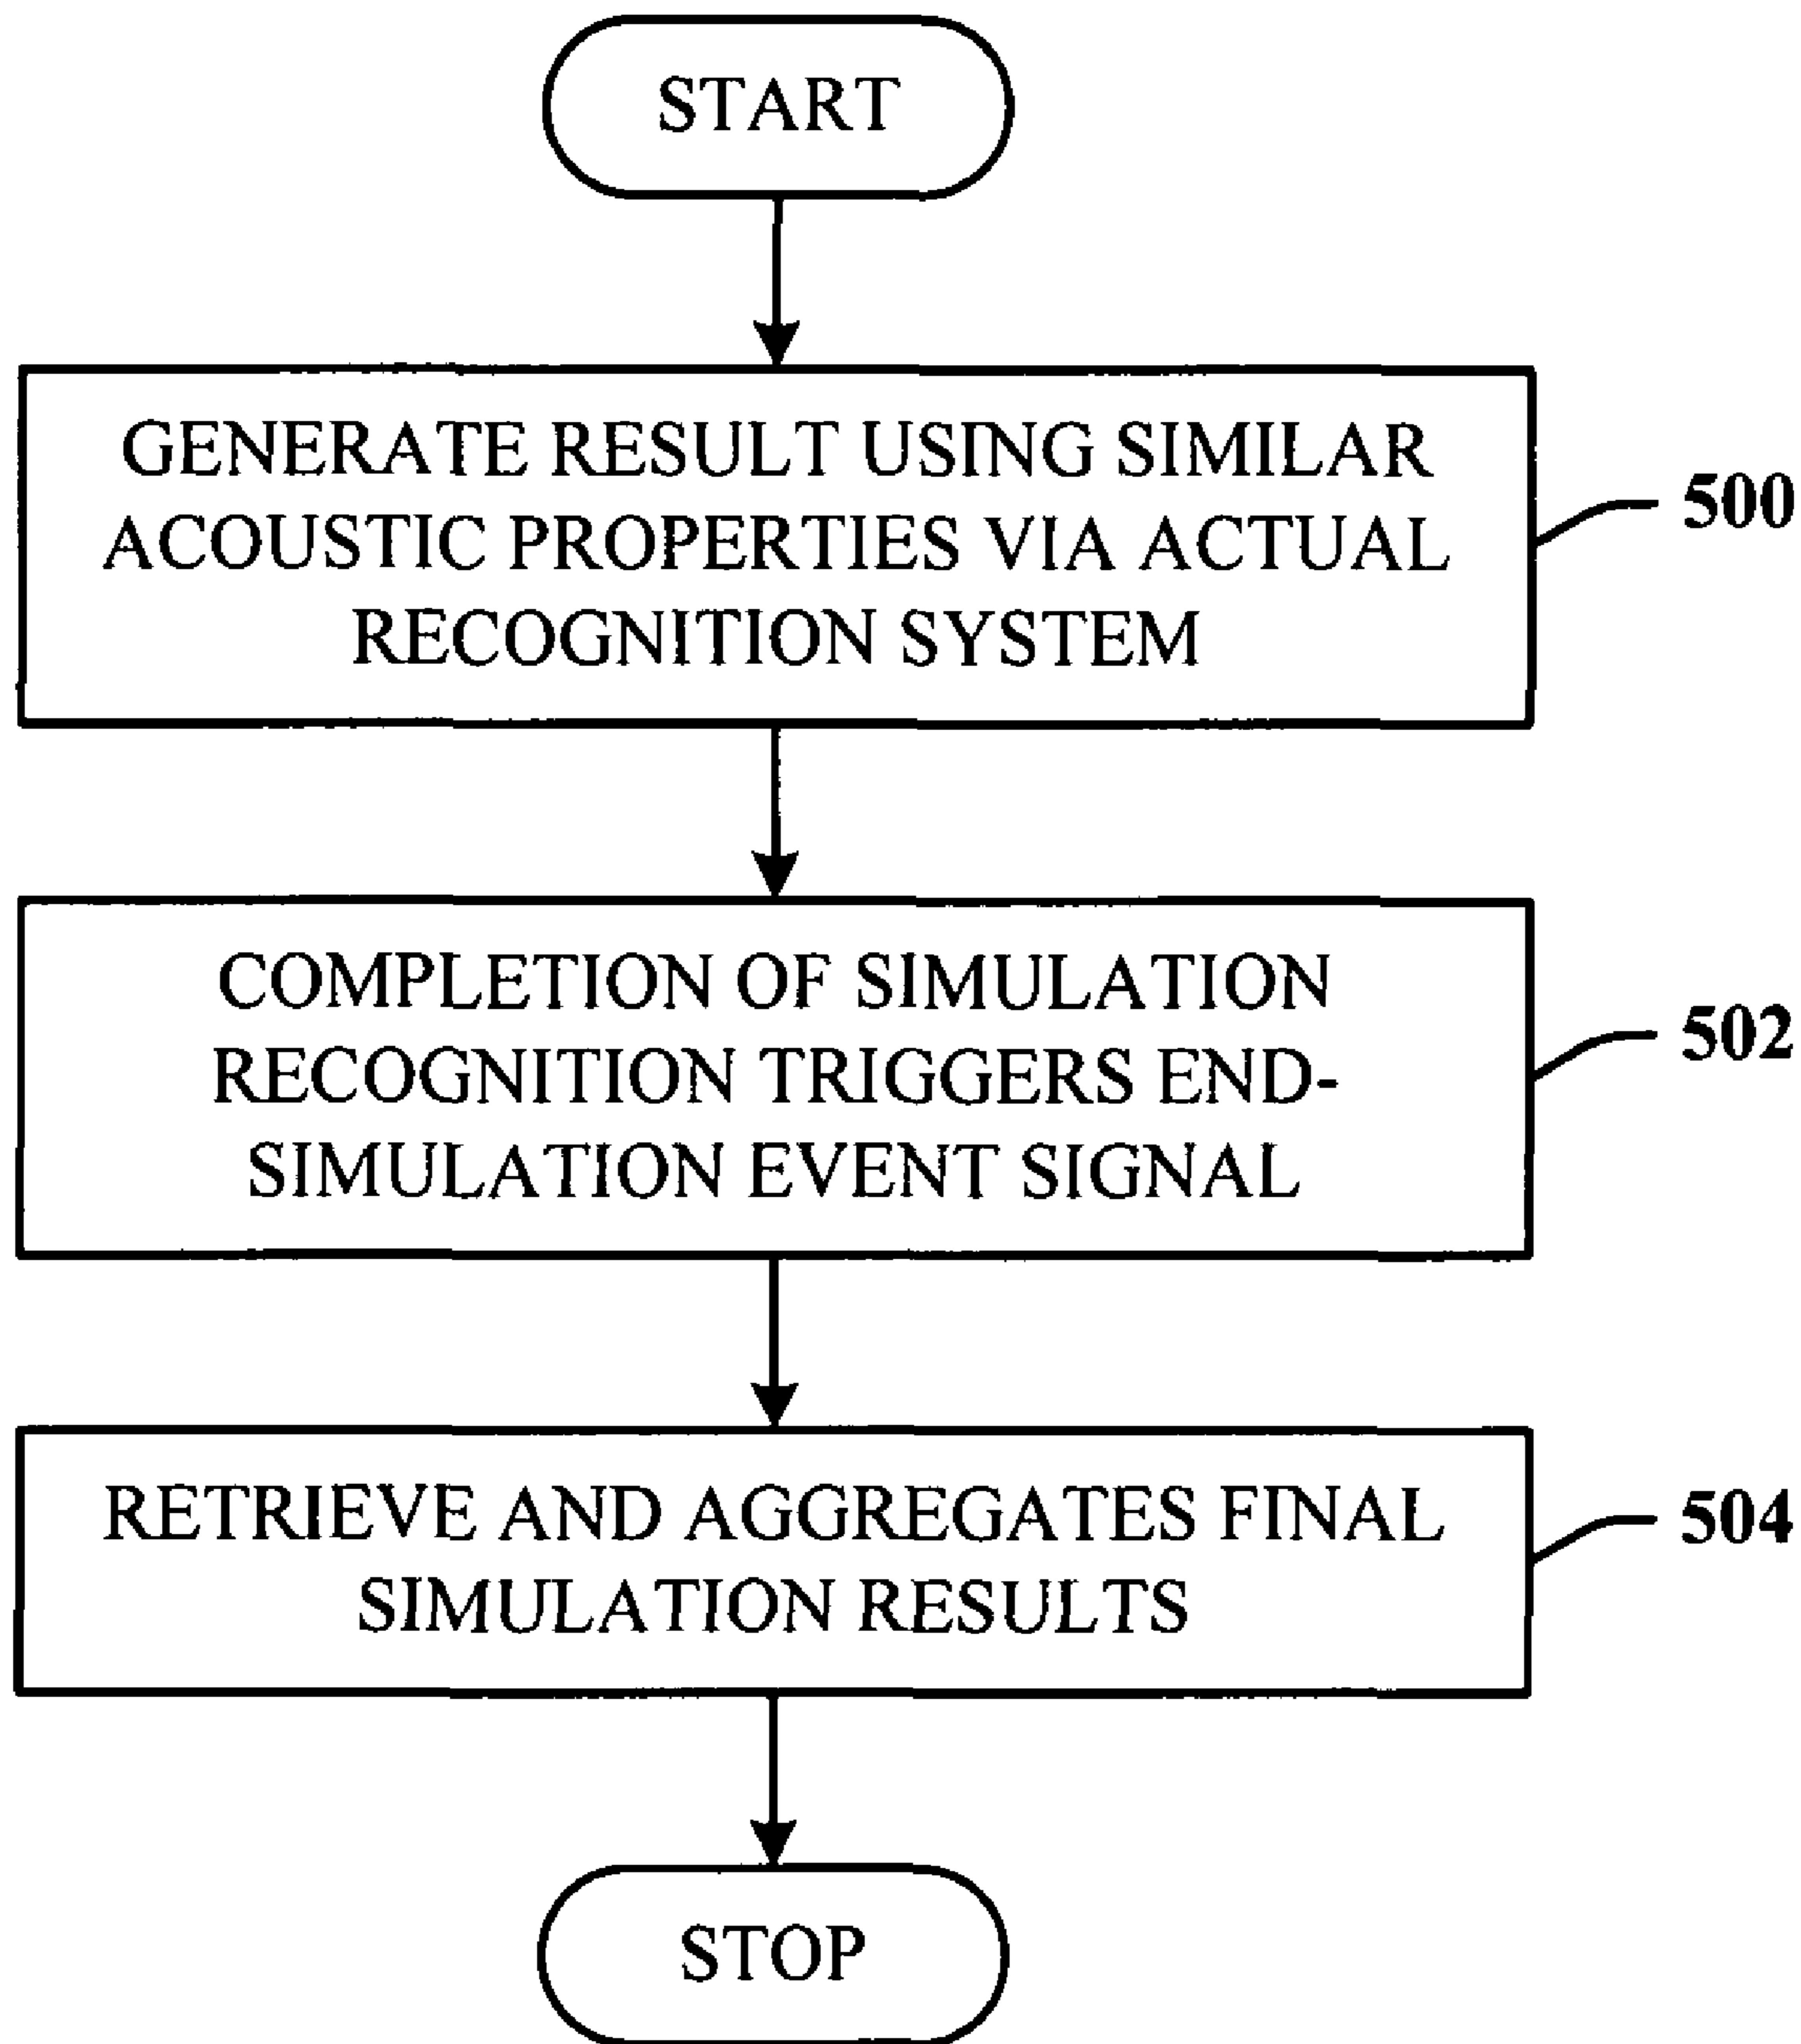 START
GENERATE RESULT USING SIMILAR
ACOUSTIC PROPERTIES VIA ACTUAL
RECOGNITION SYSTEM
500
COMPLETION OF SIMULATION
RECOGNITION TRIGGERS END-
SIMULATION EVENT SIGNAL
502
RETRIEVE AND AGGREGATES FINAL
SIMULATION RESULTS
504
STOP